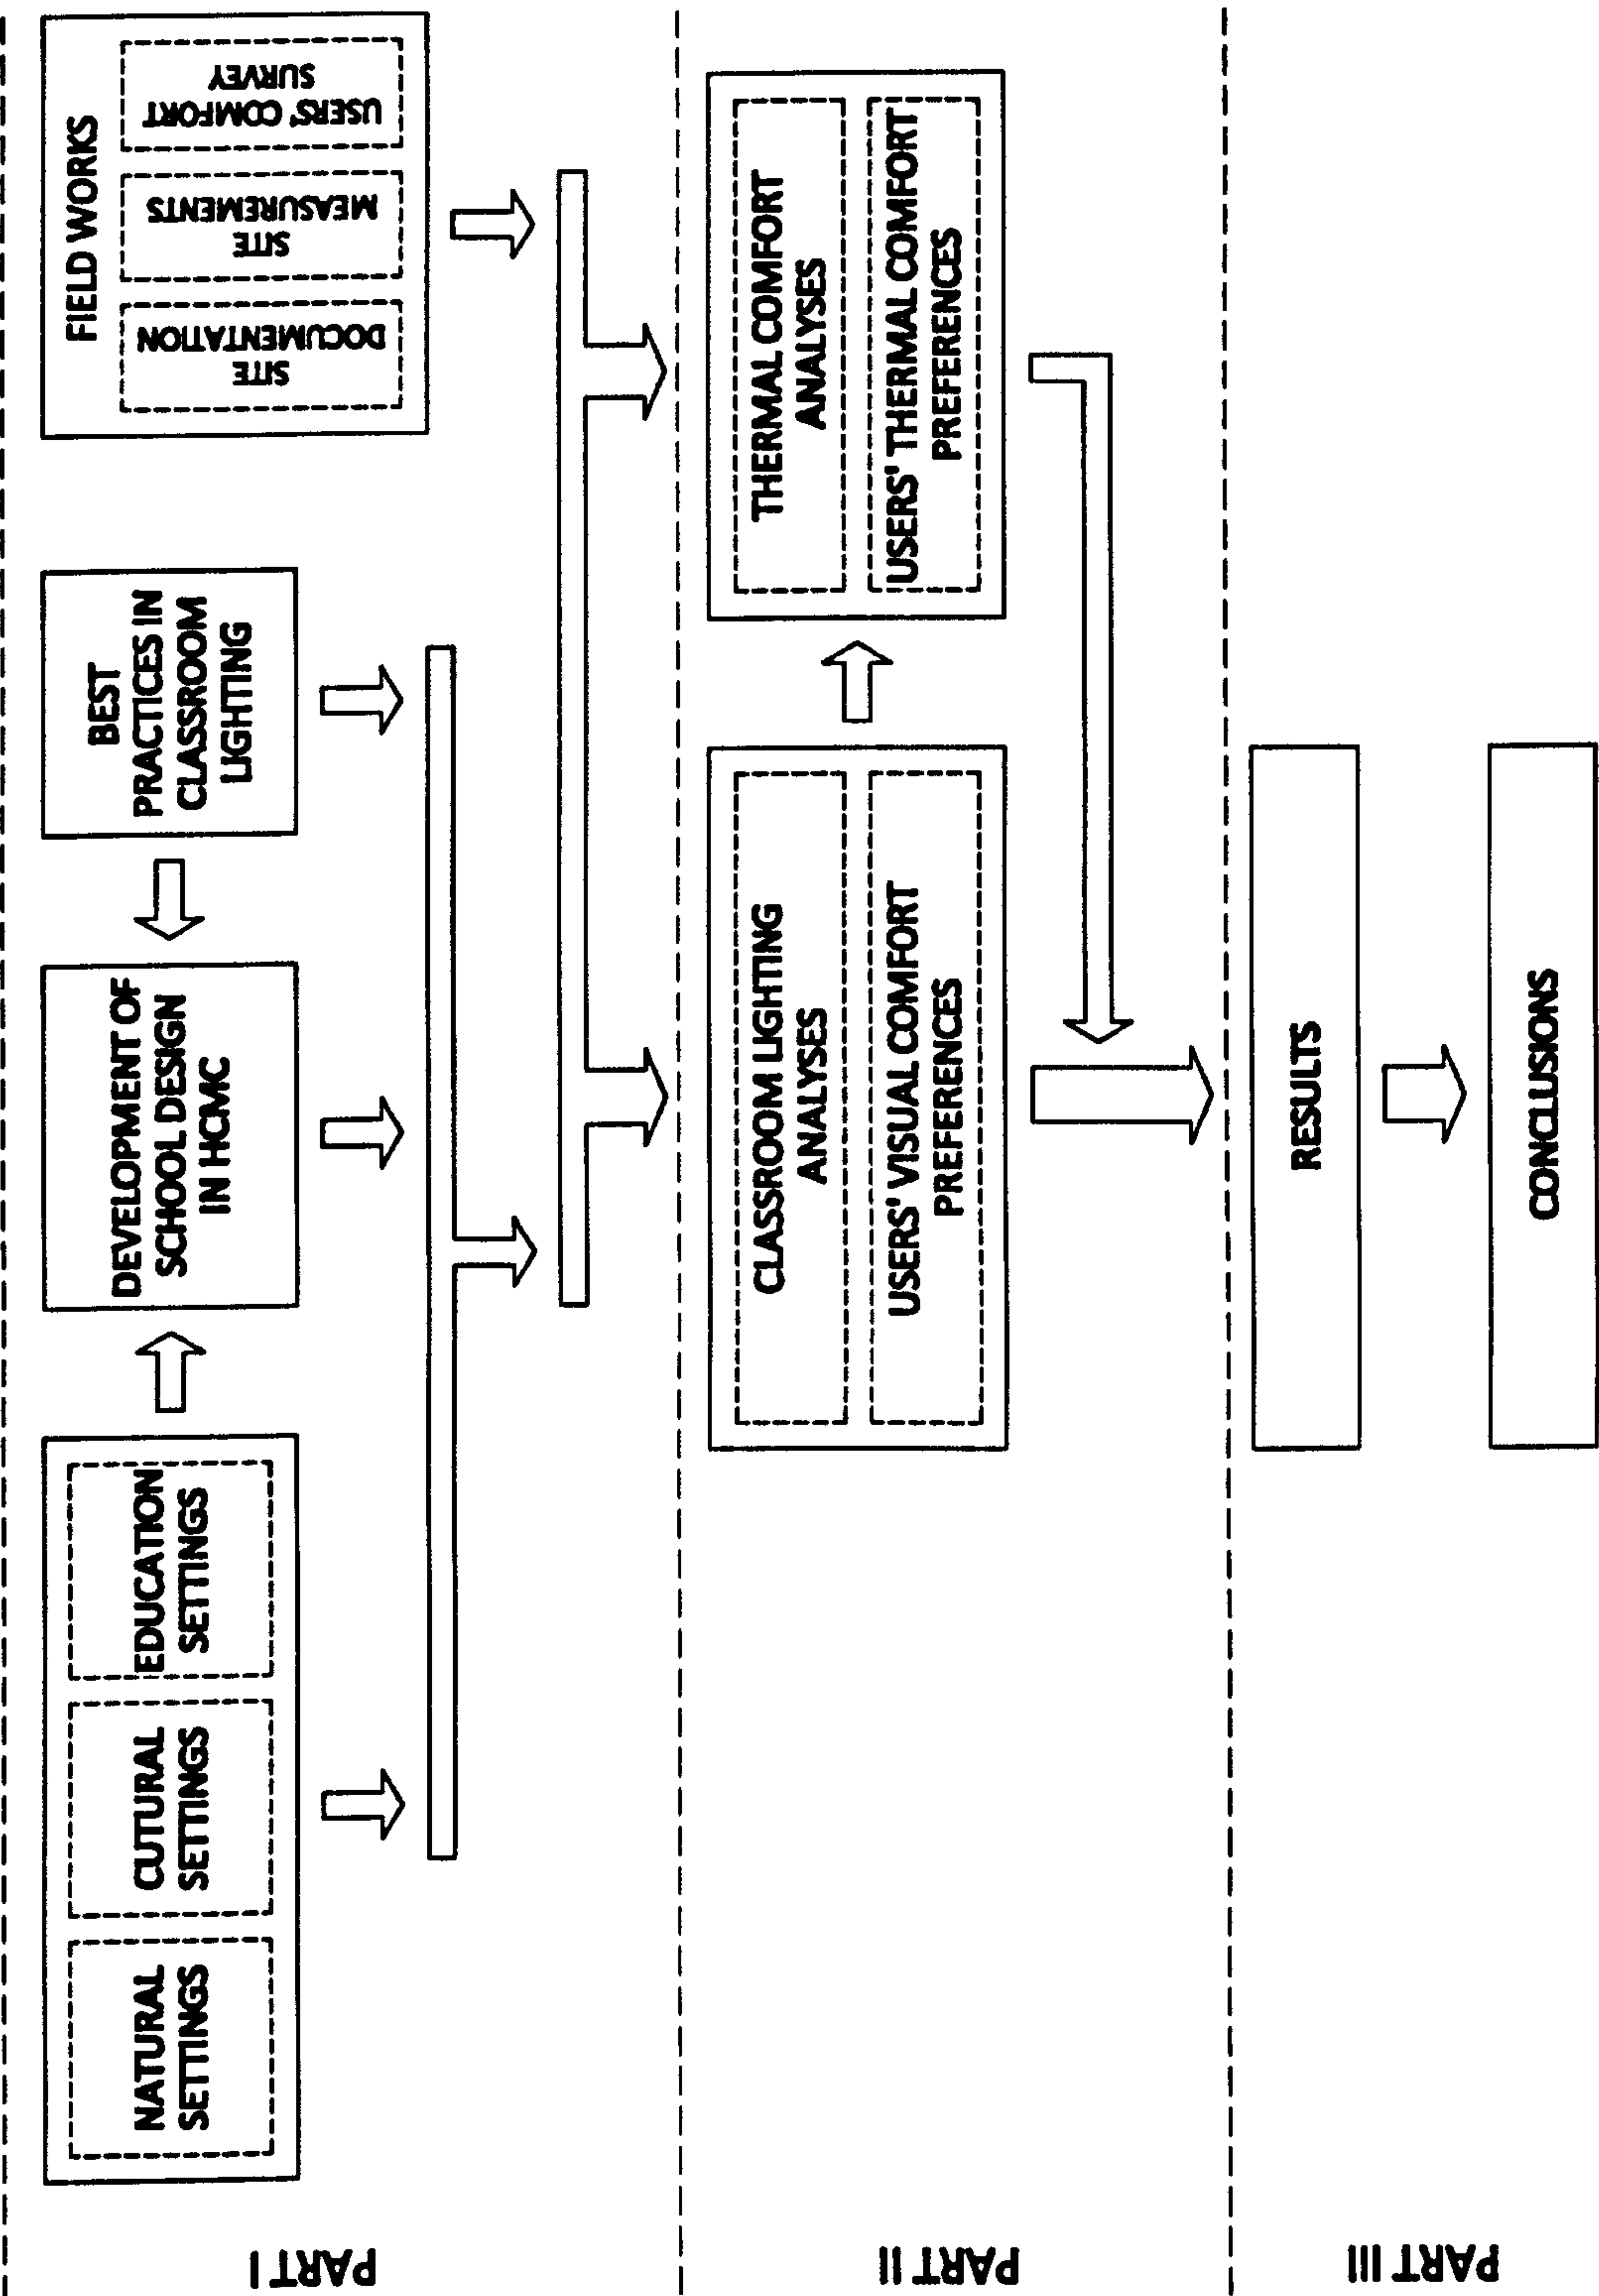 PART I
NATURAL
SETTINGS
CUTURAL
SETTINGS
EDUCATION
SETTINGS
DEVELOPMENT OF
SCHOOL DESIGN
IN HCMC
BEST
PRACTICES IN
CLASSROOM
LIGHTING
FIELD WORKS
SITE
DOCUMENTATION
SITE
MEASUREMENTS
USERS' COMFORT
SURVEY
PART II
CLASSROOM LIGHTING
ANALYSES
USERS' VISUAL COMFORT
PREFERENCES
THERMAL COMFORT
ANALYSES
USERS' THERMAL COMFORT
PREFERENCES
PART III
RESULTS
CONCLUSIONS